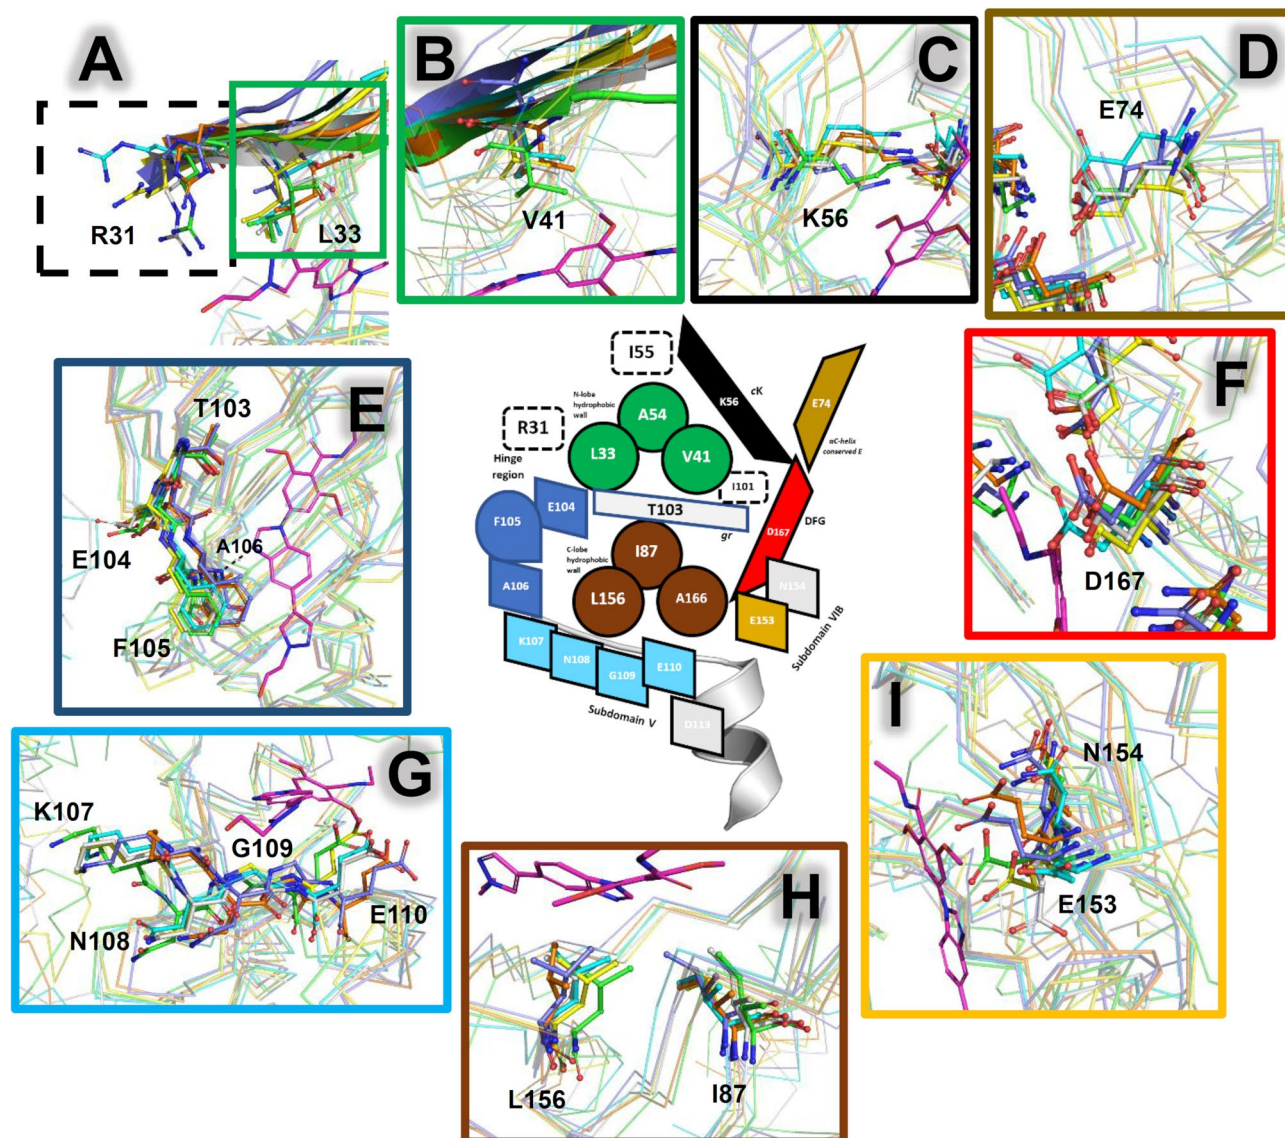 A
R31
L33
B
V41
C
K56
D
E74
E
T103
E104
A106
F105
I55
K56
cK
E74
N-lobe
hydrophobic
wall
A54
αC-helix
conserved E
R31
L33
V41
Hinge
region
I101
E104
T103
F105
gr
D167
DFG
C-lobe
hydrophobic
wall
I87
A106
L156
A166
N154
E153
Subdomain VIB
K107
N108
G109
E110
Subdomain V
D113
F
D167
G
K107
G109
N108
E110
H
L156
I87
I
N154
E153